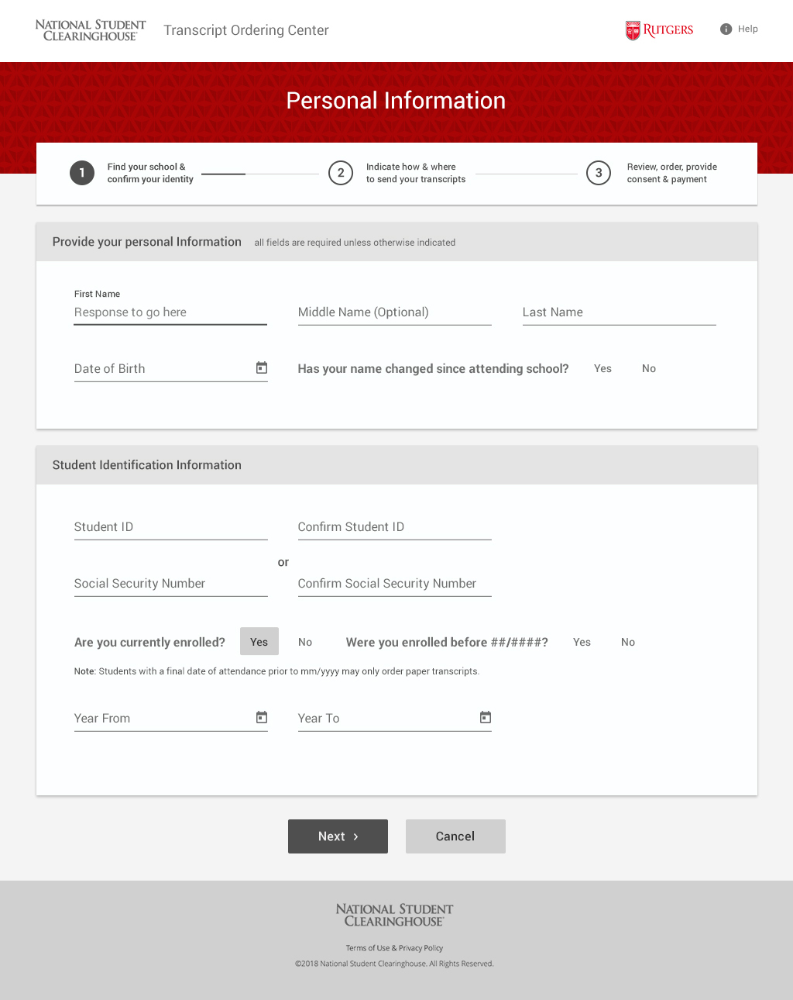 NATIONAL STUDENT
CLEARINGHOUSE
Transcript Ordering Center
RUTGERS
Help
Personal Information
1
Find your school &
confirm your identity
2
Indicate how & where
to send your transcripts
3
Review, order, provide
consent & payment
Provide your personal Information
all fields are required unless otherwise indicated
First Name
Response to go here
Middle Name (Optional)
Last Name
Date of Birth
Has your name changed since attending school?
Yes
No
Student Identification Information
Student ID
Confirm Student ID
or
Social Security Number
Confirm Social Security Number
Are you currently enrolled?
Yes
No
Were you enrolled before ##/####?
Yes
No
Note: Students with a final date of attendance prior to mm/yyyy may only order paper transcripts.
Year From
Year To
Next
Cancel
NATIONAL STUDENT
CLEARINGHOUSE
Terms of Use & Privacy Policy
©2018 National Student Clearinghouse. All Rights Reserved.